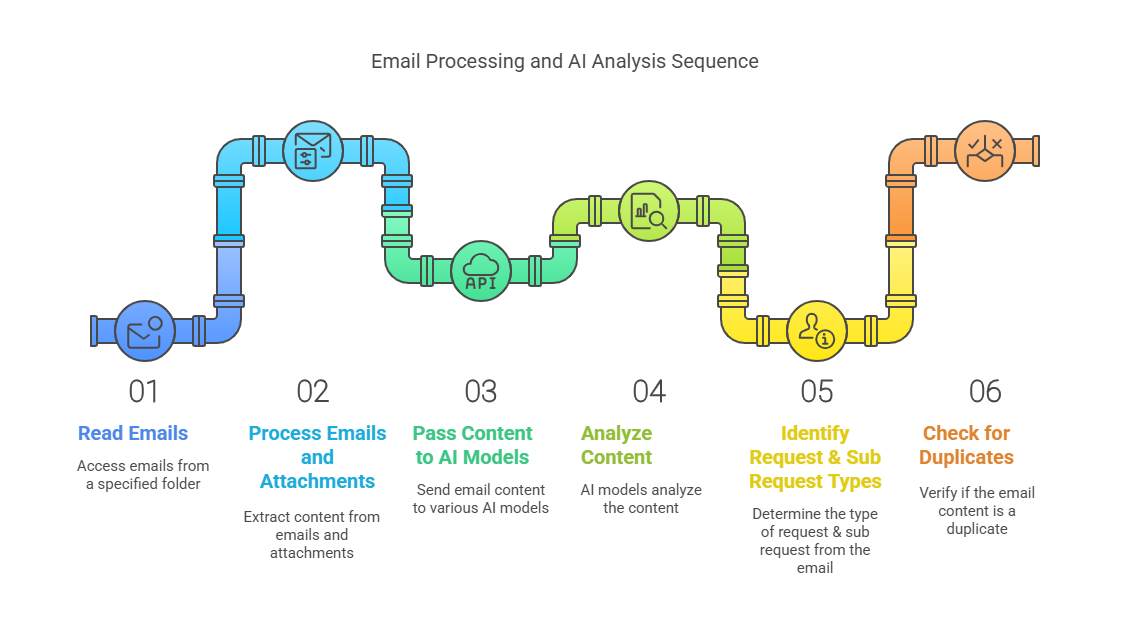 Email Processing and AI Analysis Sequence
API
01
Read Emails
Access emails from
a specified folder
02
Process Emails
and
Attachments
Extract content from
emails and
attachments
03
Pass Content
to AI Models
Send email content
to various AI models
04
Analyze
Content
AI models analyze
the content
05
Identify
Request & Sub
Request Types
Determine the type
of request & sub
request from the
email
06
Check for
Duplicates
Verify if the email
content is a
duplicate